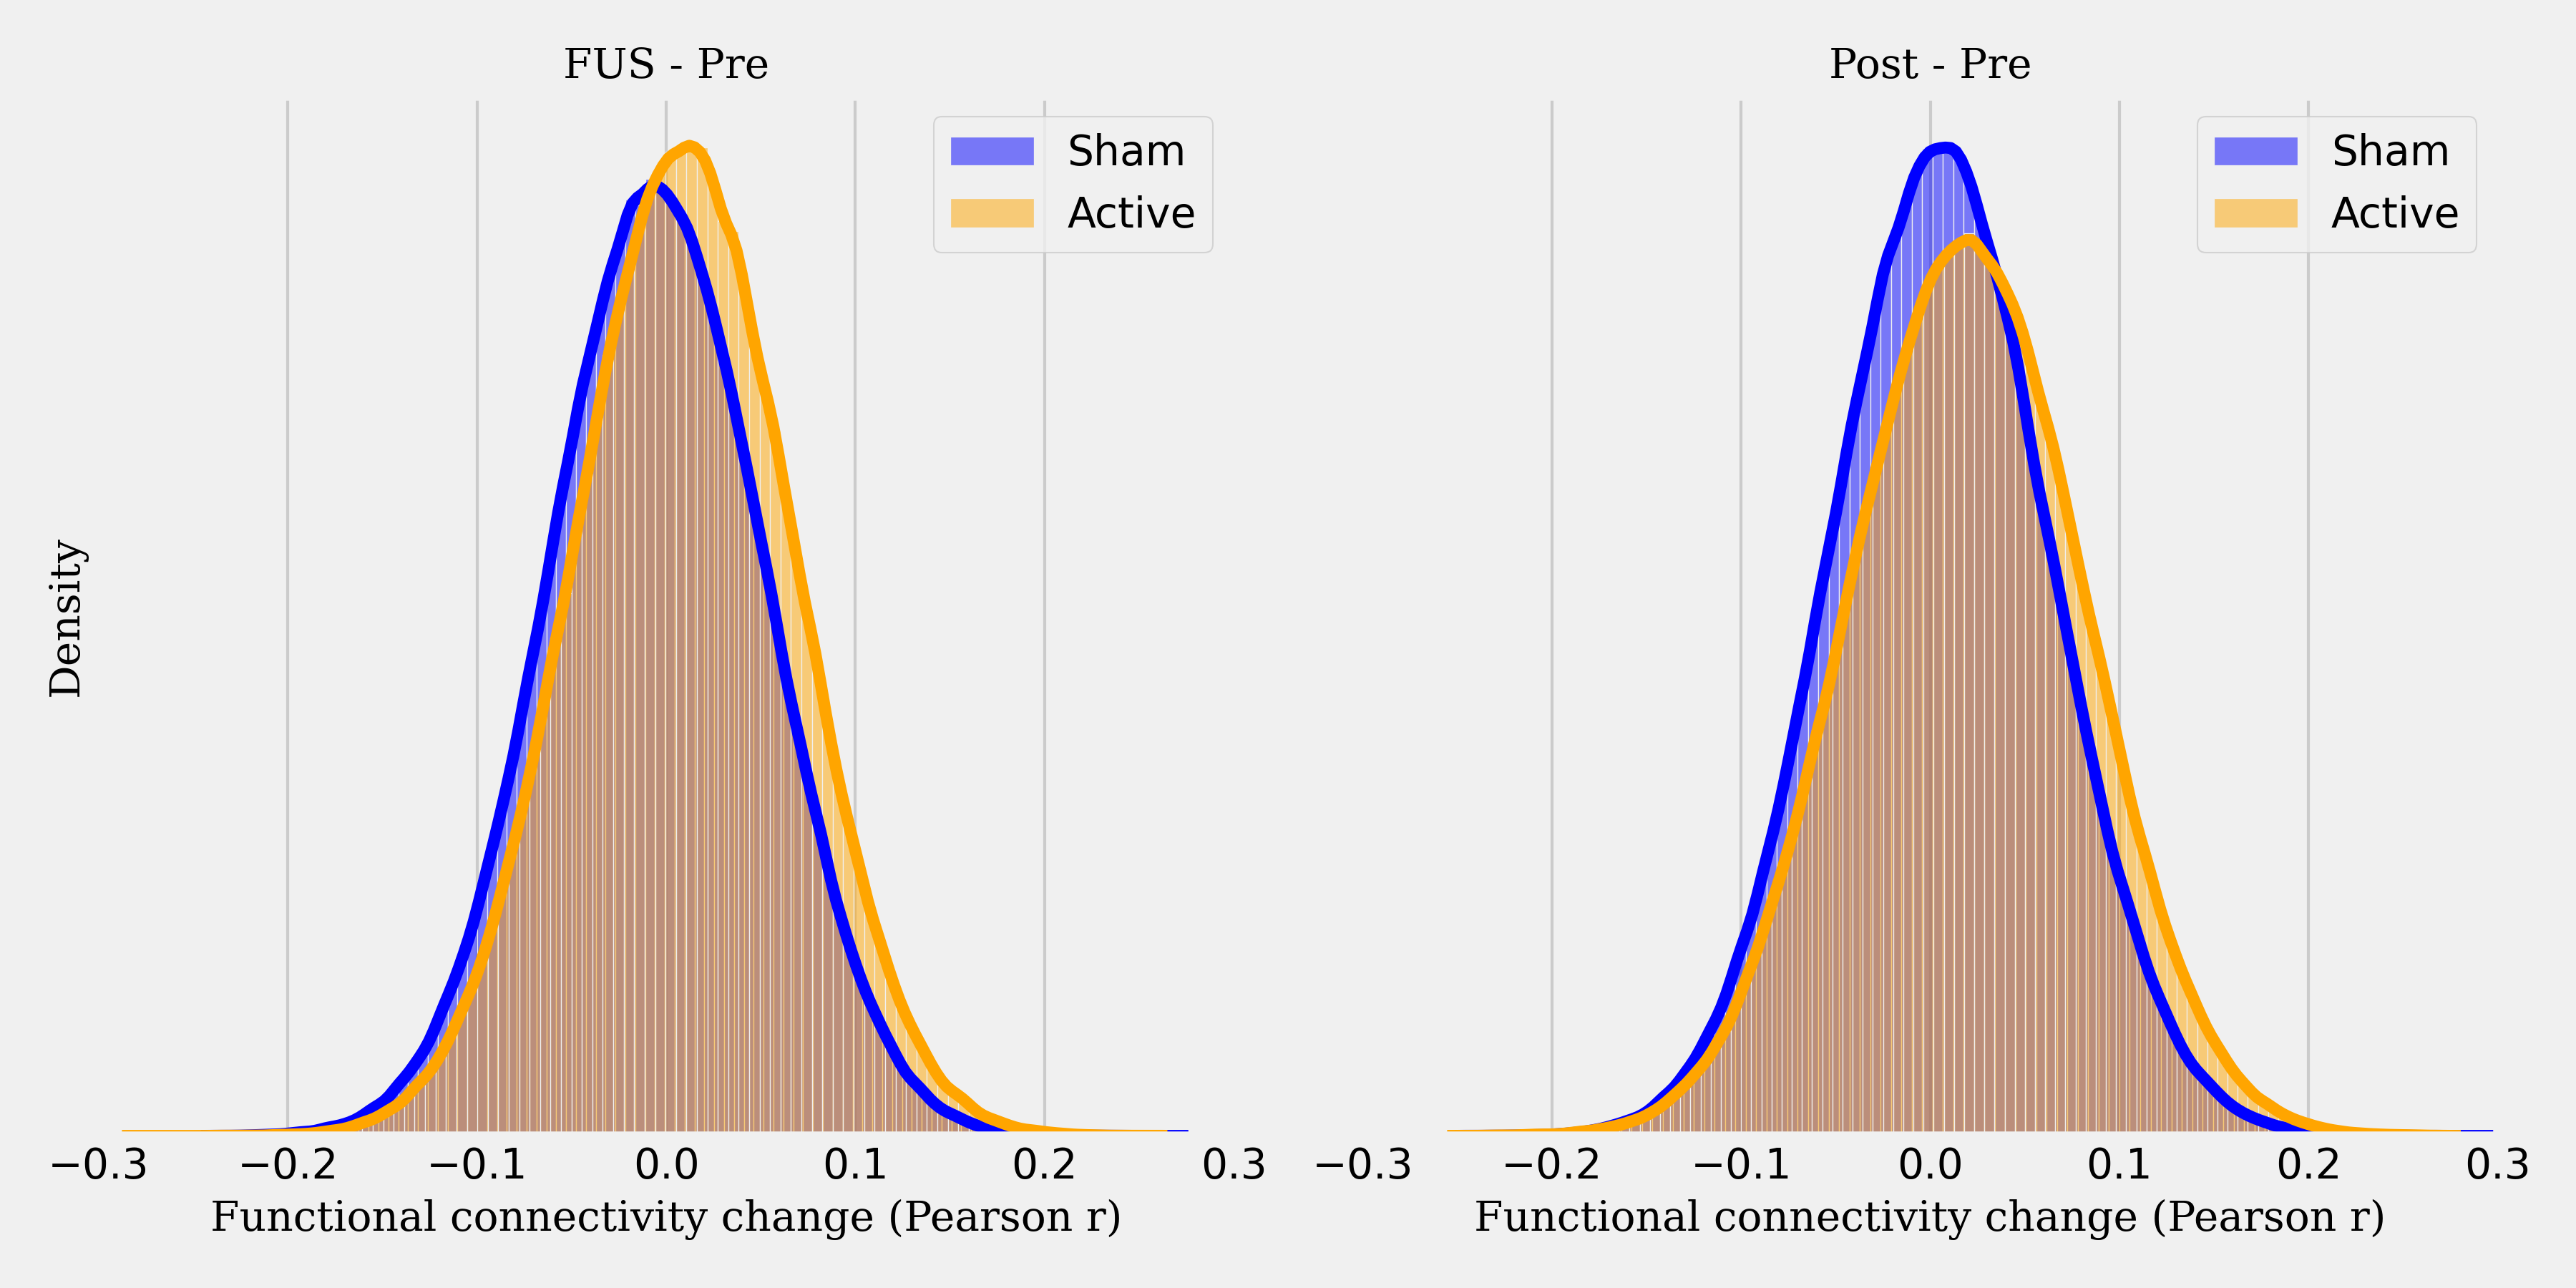 FUS - Pre
Sham
Active
Density
−0.3 −0.2 −0.1 0.0 0.1 0.2 0.3
Functional connectivity change (Pearson r)
Post - Pre
Sham
Active
−0.3 −0.2 −0.1 0.0 0.1 0.2 0.3
Functional connectivity change (Pearson r)